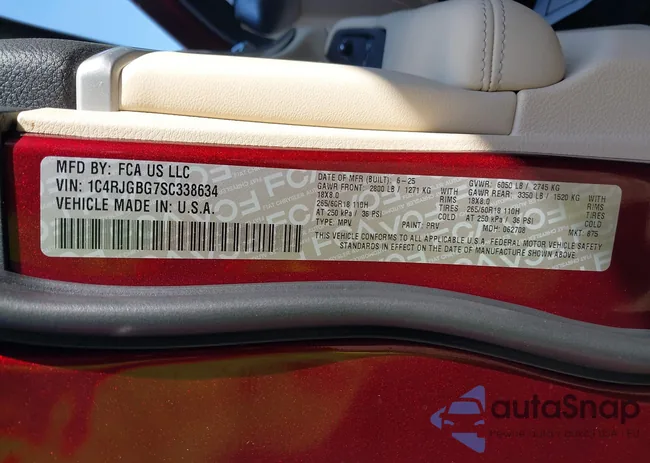 MFD BY: FCA US LLC
VIN: 1C4RJGBG7SC338634
VEHICLE MADE IN: U.S.A.
DATE OF MFR (BUILT): 6-25 GVWR: 6050 LB / 2745 KG
GAWR FRONT: 2800 LB / 1271 KG WITH GAWR REAR: 3350 LB / 1520 KG WITH
18X8.0 RIMS 18X8.0 RIMS
265/60R18 110H TIRES 265/60R18 110H TIRES
AT 250 kPa / 36 PSI COLD AT 250 kPa / 36 PSI COLD
TYPE: MPV PAINT: PRV MDH: 062708 MKT: 875
THIS VEHICLE CONFORMS TO ALL APPLICABLE U.S.A. FEDERAL MOTOR VEHICLE SAFETY
STANDARDS IN EFFECT ON THE DATE OF MANUFACTURE SHOWN ABOVE.
autaSnap